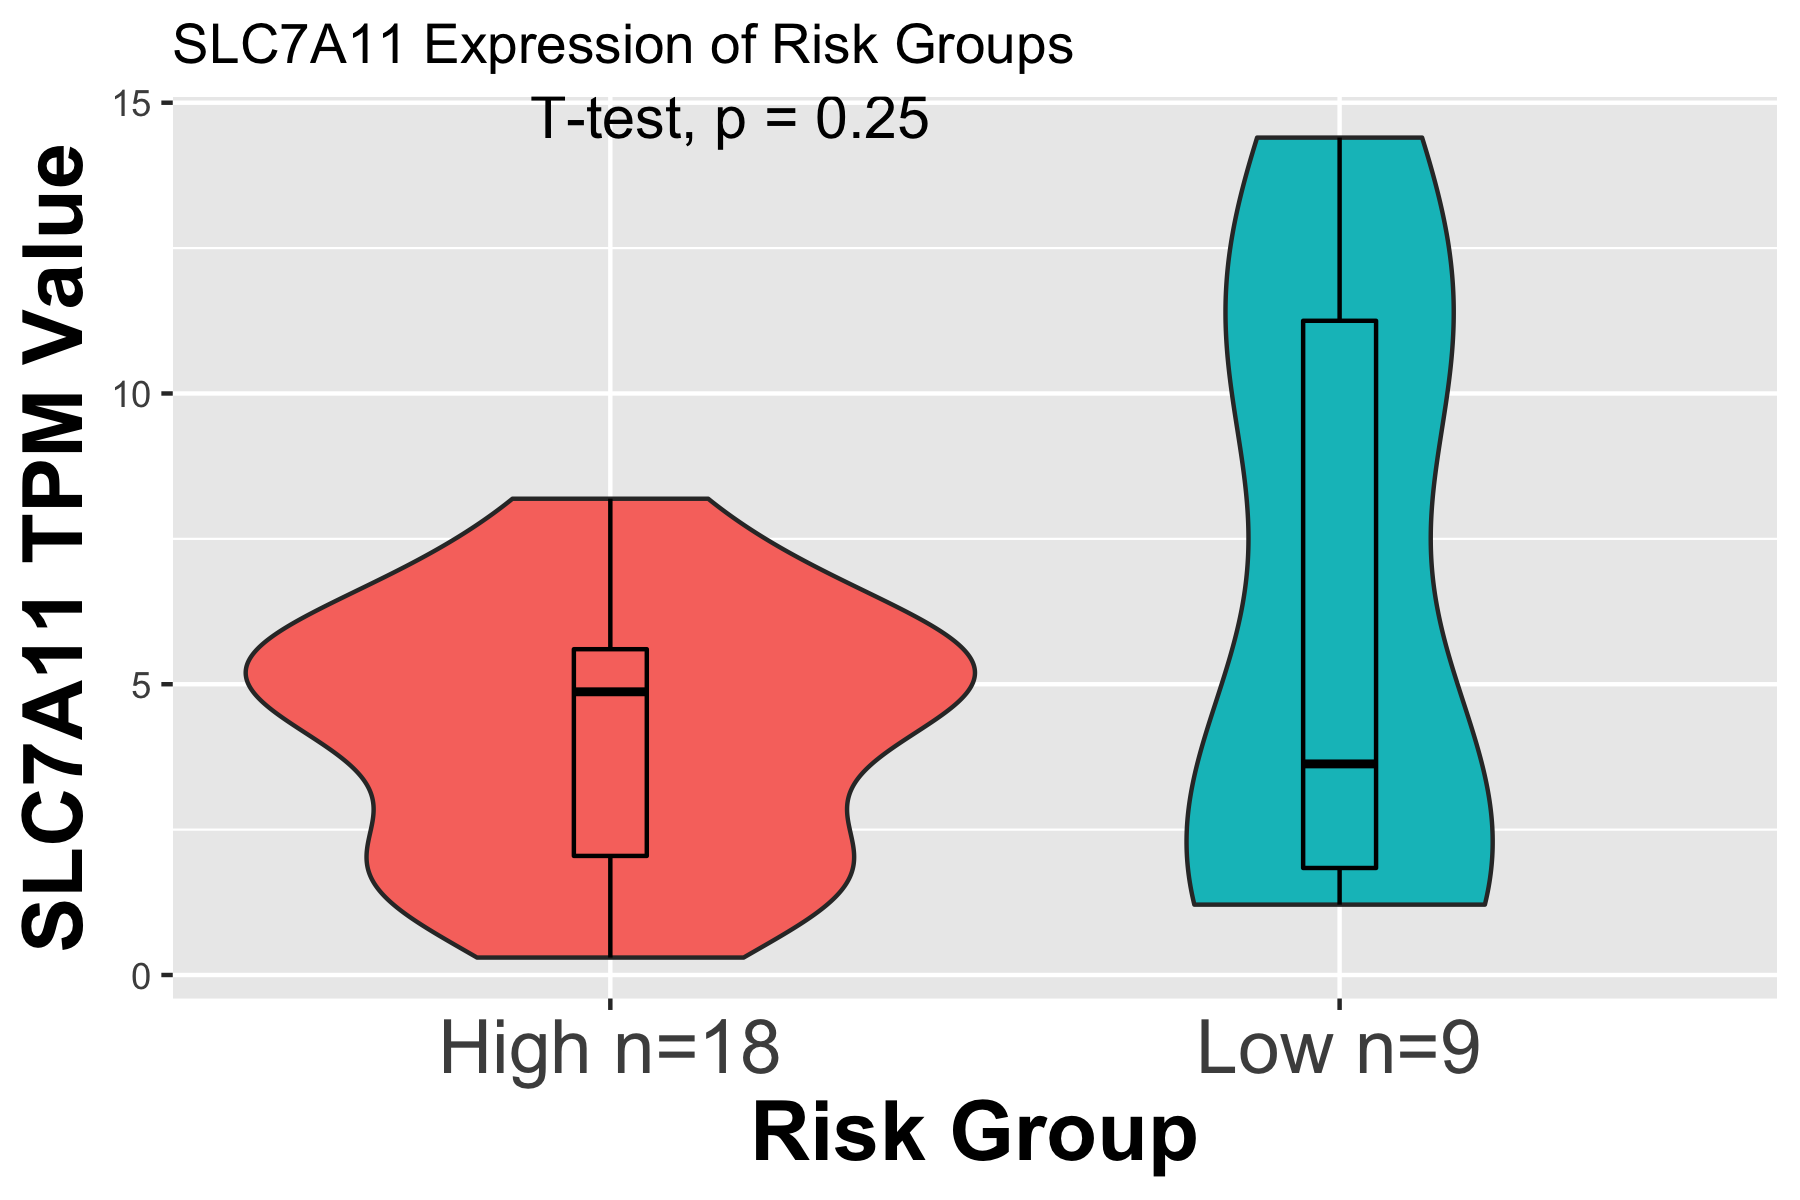 SLC7A11 Expression of Risk Groups
T-test, p = 0.25
SLC7A11 TPM Value
15
10
5
0
High n=18
Low n=9
Risk Group